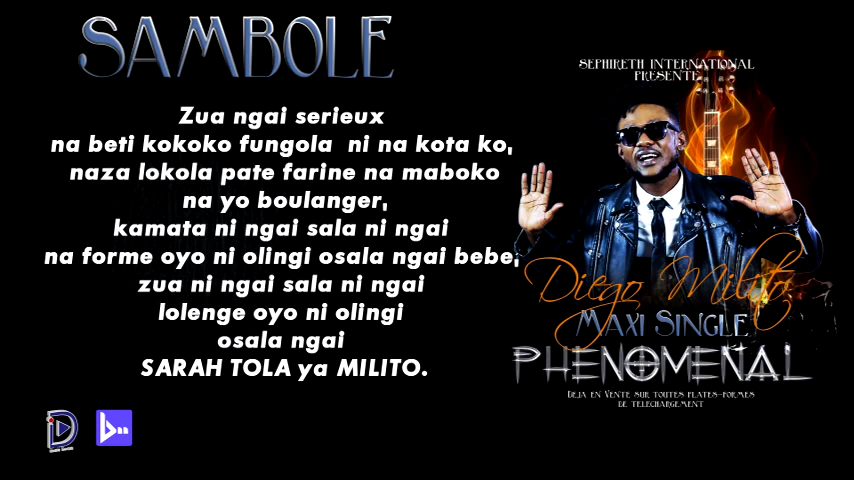 SAMBOLE
Zua ngai serieux
na beti kokoko fungola ni na kota ko,
naza lokola pate farine na maboko
na yo boulanger,
kamata ni ngai sala ni ngai
na forme oyo ni olingi osala ngai bebe,
zua ni ngai sala ni ngai
lolenge oyo ni olingi
osala ngai
SARAH TOLA ya MILITO.
SEPHIRETH INTERNATIONAL
PRESENTE
Diego Milito
MAXI SINGLE
PHENOMENAL
DEJA EN VENTE SUR TOUTES PLATES-FORMES
DE TELECHARGEMENT